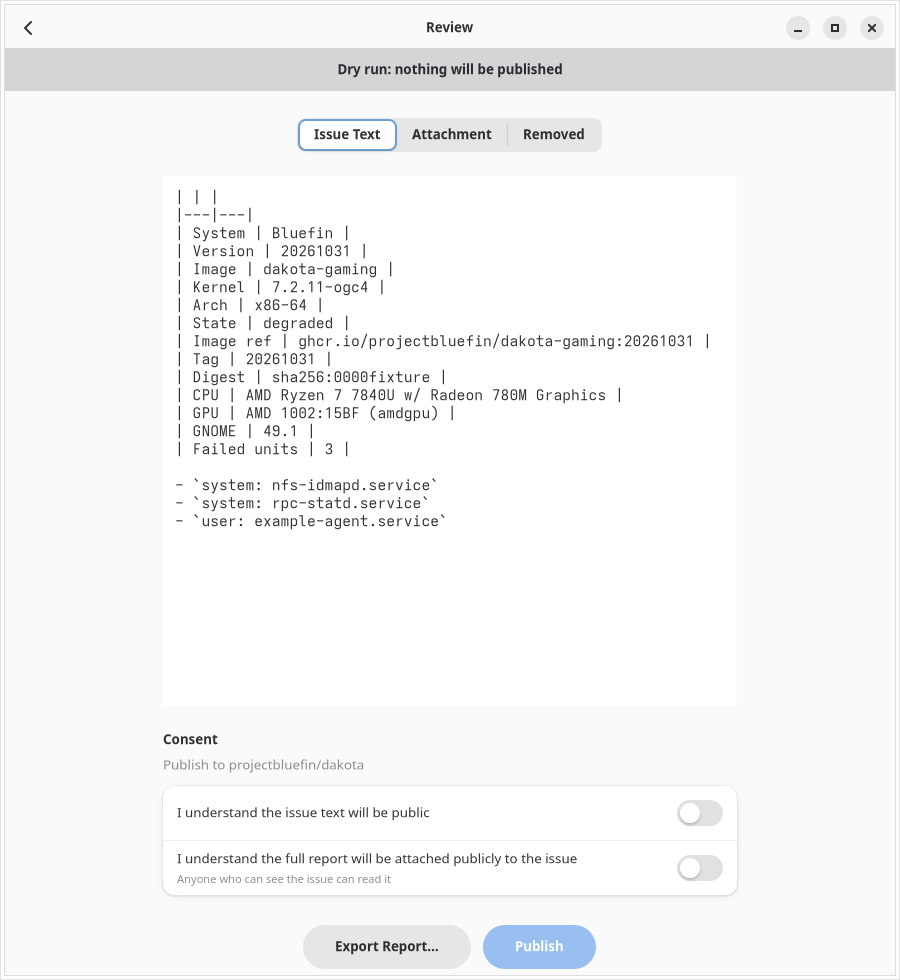 Review
Dry run: nothing will be published
Issue Text
Attachment
Removed
| | |
|---|---|
| System | Bluefin |
| Version | 20261031 |
| Image | dakota-gaming |
| Kernel | 7.2.11-ogc4 |
| Arch | x86-64 |
| State | degraded |
| Image ref | ghcr.io/projectbluefin/dakota-gaming:20261031 |
| Tag | 20261031 |
| Digest | sha256:0000fixture |
| CPU | AMD Ryzen 7 7840U w/ Radeon 780M Graphics |
| GPU | AMD 1002:15BF (amdgpu) |
| GNOME | 49.1 |
| Failed units | 3 |
- `system: nfs-idmapd.service`
- `system: rpc-statd.service`
- `user: example-agent.service`
Consent
Publish to projectbluefin/dakota
I understand the issue text will be public
I understand the full report will be attached publicly to the issue
Anyone who can see the issue can read it
Export Report...
Publish